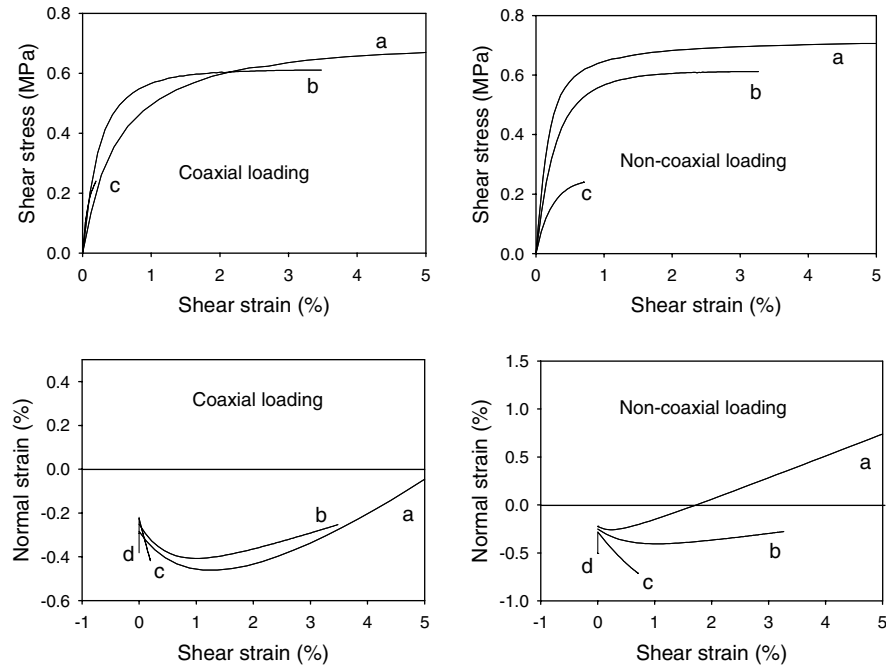 Shear stress (MPa)
0.8
0.6
0.4
0.2
0.0
a
b
c
Coaxial loading
0 1 2 3 4 5
Shear strain (%)
Shear stress (MPa)
0.8
0.6
0.4
0.2
0.0
a
b
c
Non-coaxial loading
0 1 2 3 4 5
Shear strain (%)
Normal strain (%)
0.4
0.2
0.0
-0.2
-0.4
-0.6
Coaxial loading
a
b
c
d
-1 0 1 2 3 4 5
Shear strain (%)
Normal strain (%)
1.5
1.0
0.5
0.0
-0.5
-1.0
Non-coaxial loading
a
b
c
d
-1 0 1 2 3 4 5
Shear strain (%)